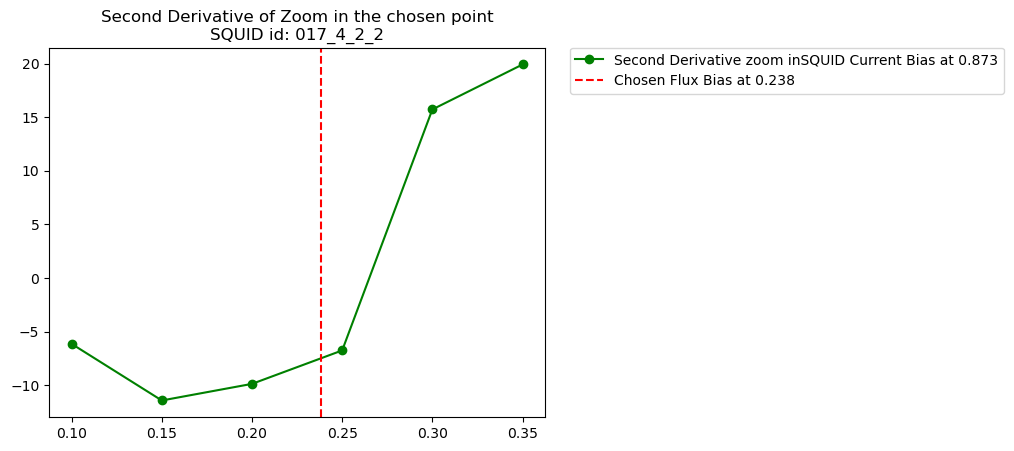 Second Derivative of Zoom in the chosen point
SQUID id: 017_4_2_2
20
15
10
5
0
−5
−10
0.10 0.15 0.20 0.25 0.30 0.35
Second Derivative zoom inSQUID Current Bias at 0.873
Chosen Flux Bias at 0.238